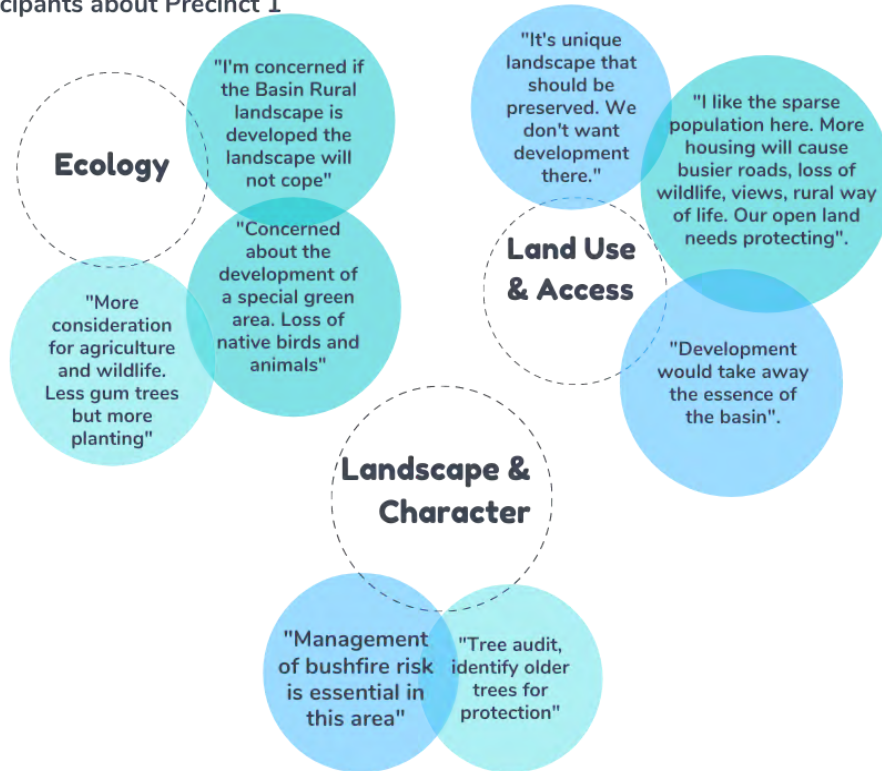 cipants about Precinct 1
Ecology
"I'm concerned if
the Basin Rural
landscape is
developed the
landscape will
not cope"
"Concerned
about the
development of
a special green
area. Loss of
native birds and
animals"
"More
consideration
for agriculture
and wildlife.
Less gum trees
but more
planting"
"It's unique
landscape that
should be
preserved. We
don't want
development
there."
"I like the sparse
population here. More
housing will cause
busier roads, loss of
wildlife, views, rural way
of life. Our open land
needs protecting".
Land Use
& Access
"Development
would take away
the essence of
the basin".
Landscape &
Character
"Management
of bushfire risk
is essential in
this area"
"Tree audit,
identify older
trees for
protection"